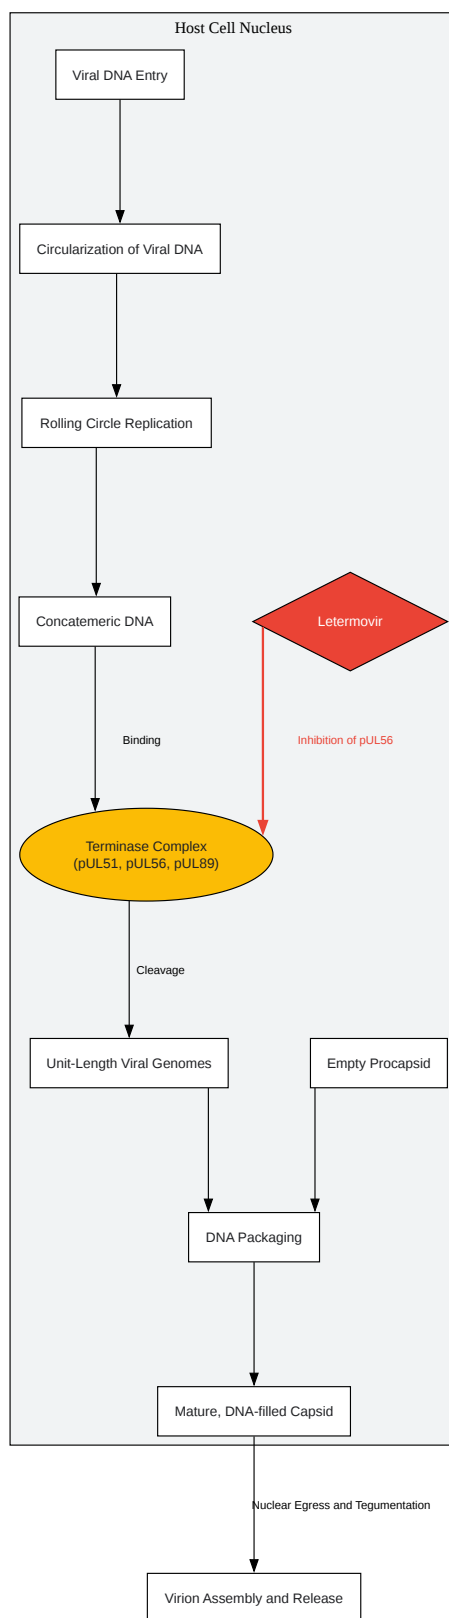 Host Cell Nucleus
Viral DNA Entry
Circularization of Viral DNA
Rolling Circle Replication
Concatemeric DNA
Letermovir
Binding
Inhibition of pUL56
Terminase Complex
(pUL51, pUL56, pUL89)
Cleavage
Unit-Length Viral Genomes
Empty Procapsid
DNA Packaging
Mature, DNA-filled Capsid
Nuclear Egress and Tegumentation
Virion Assembly and Release